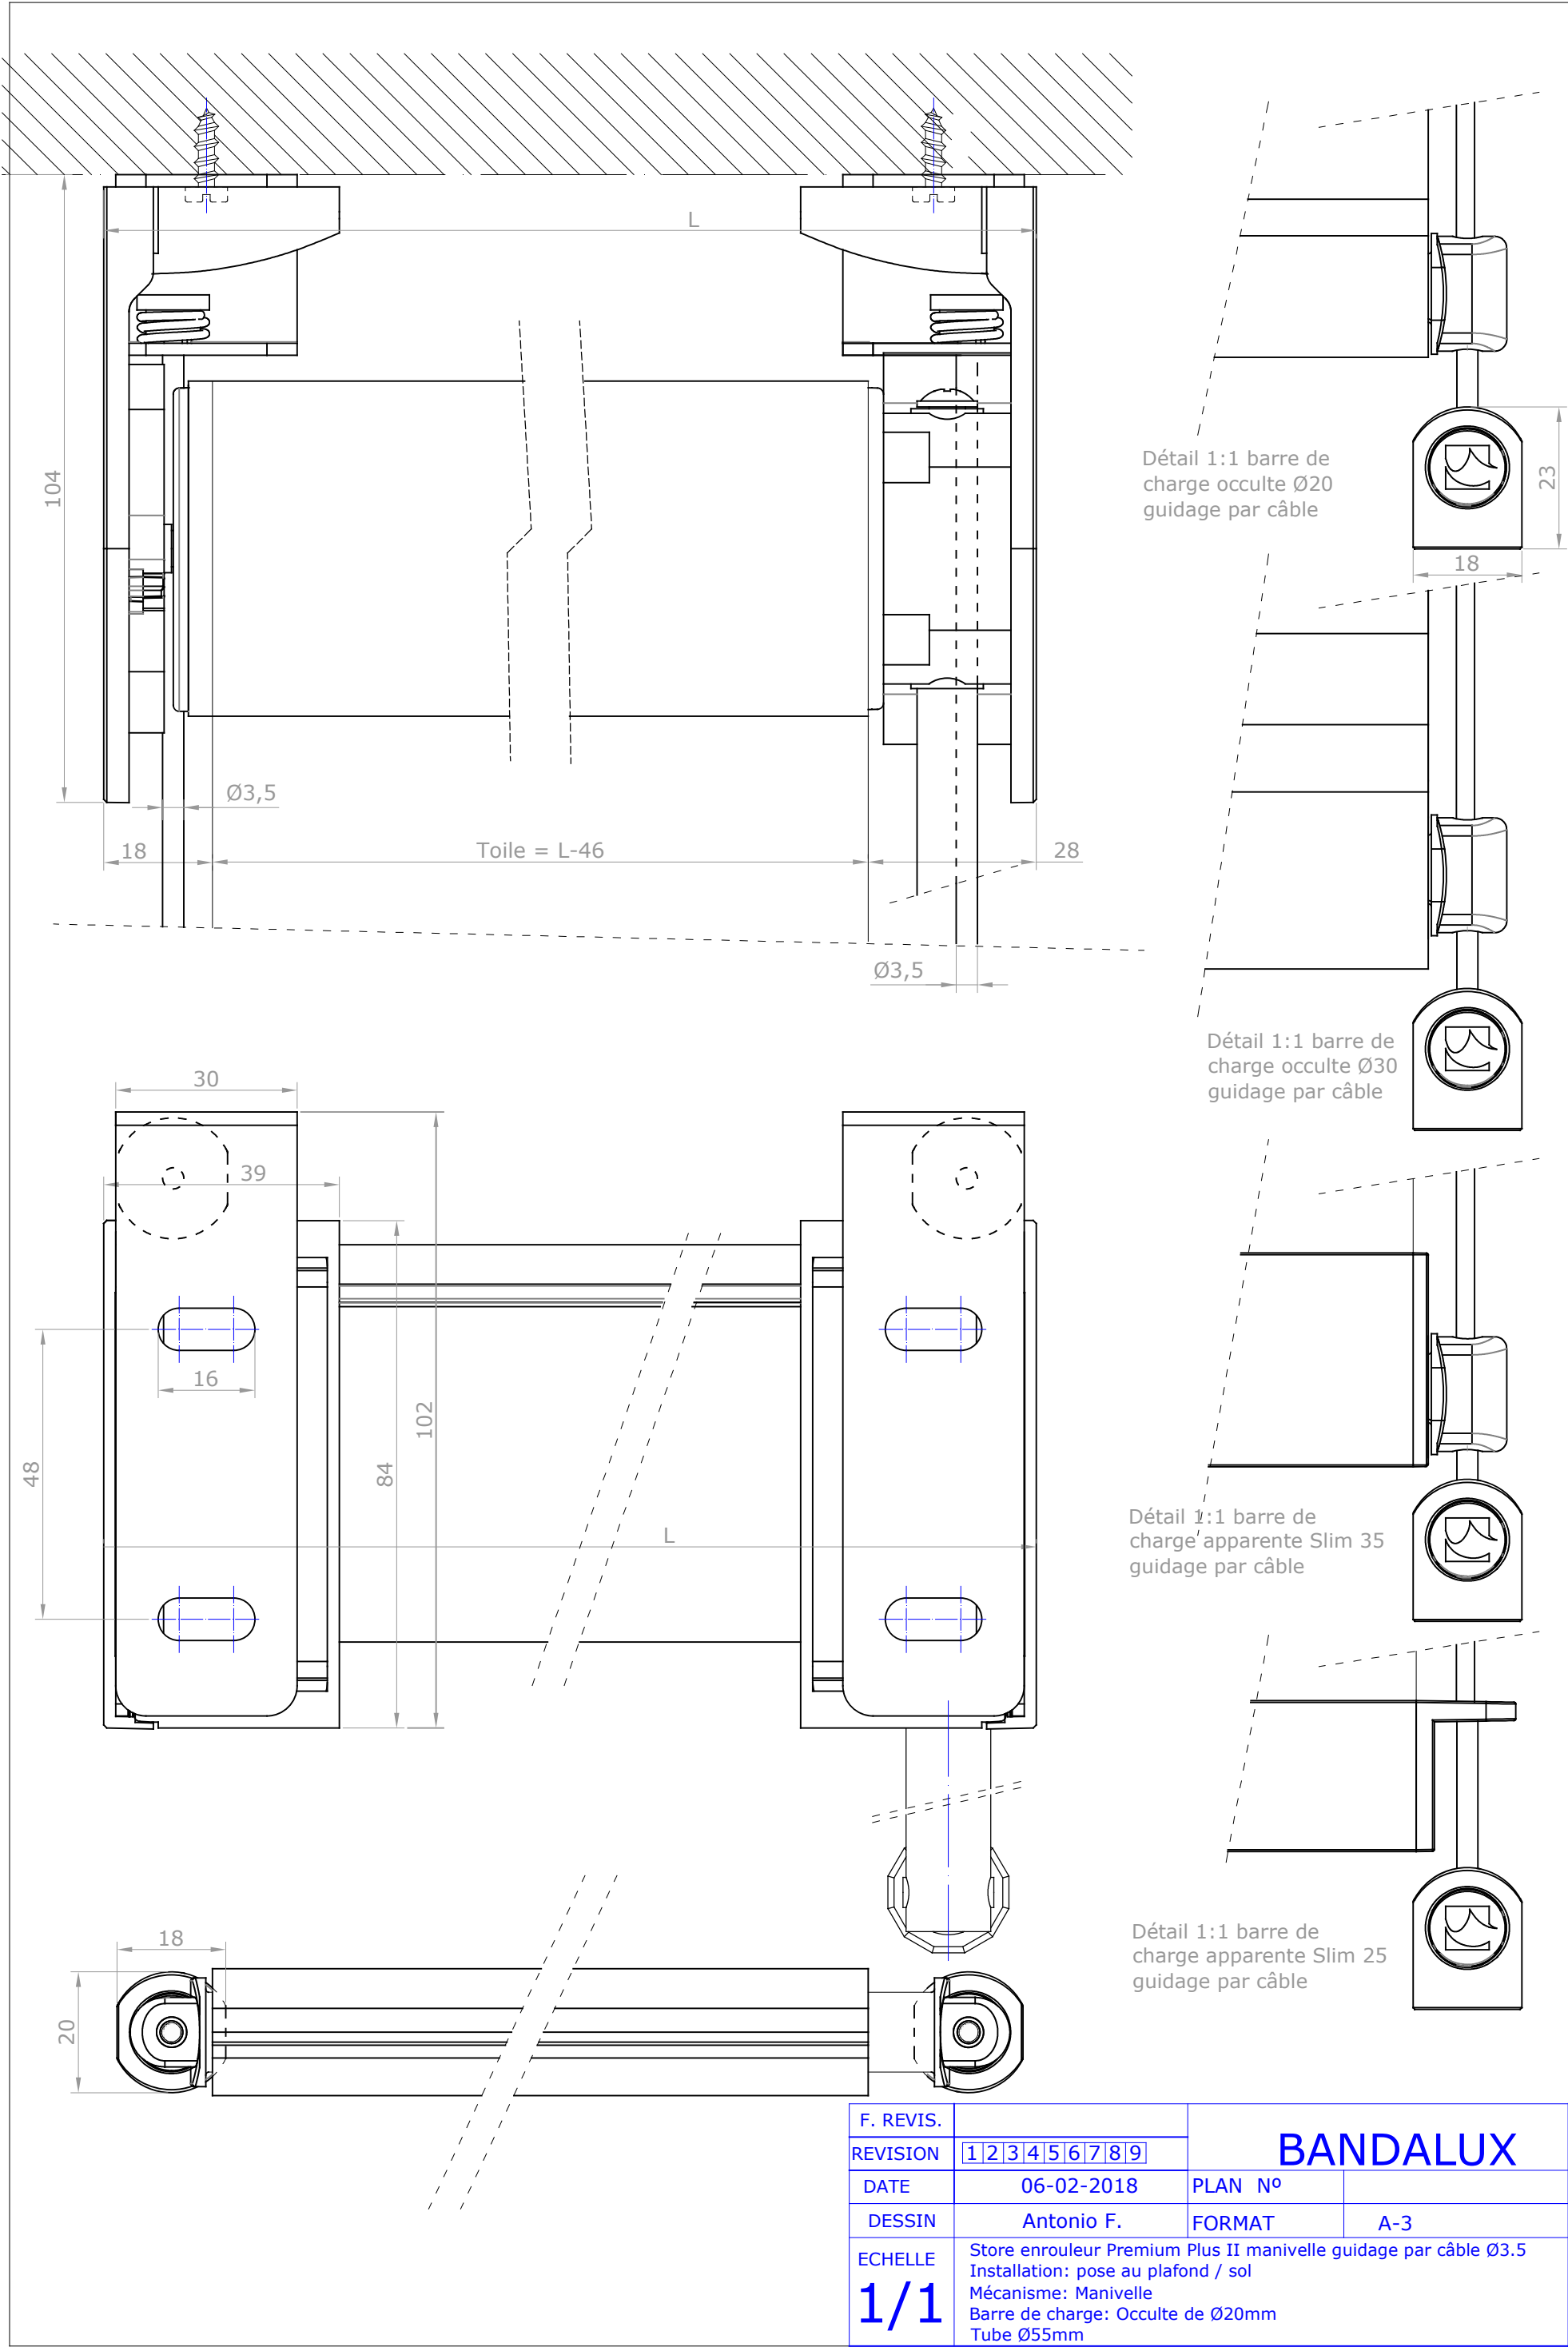 L
104
Ø3,5
18
Toile = L-46
28
Ø3,5
Détail 1:1 barre de
charge occulte Ø20
guidage par câble
23
18
Détail 1:1 barre de
charge occulte Ø30
guidage par câble
30
39
16
48
102
84
L
Détail 1:1 barre de
charge apparente Slim 35
guidage par câble
Détail 1:1 barre de
charge apparente Slim 25
guidage par câble
18
20
F. REVIS.
REVISION 1 2 3 4 5 6 7 8 9
BANDALUX
DATE 06-02-2018 PLAN Nº
DESSIN Antonio F. FORMAT A-3
ECHELLE
1/1
Store enrouleur Premium Plus II manivelle guidage par câble Ø3.5
Installation: pose au plafond / sol
Mécanisme: Manivelle
Barre de charge: Occulte de Ø20mm
Tube Ø55mm